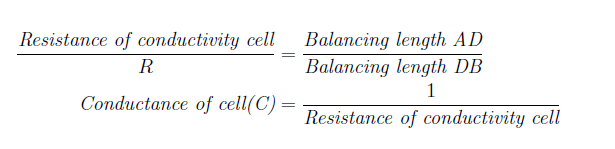 Resistance of conductivity cell / R = Balancing length AD / Balancing length DB
Conductance of cell(C) = 1 / Resistance of conductivity cell